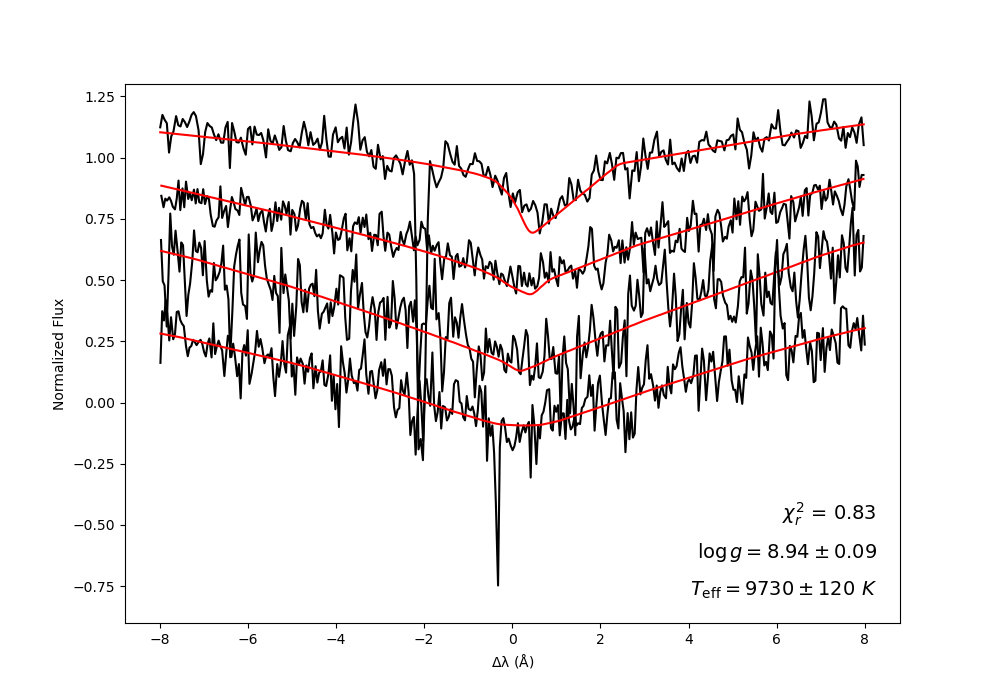 1.25
1.00
0.75
0.50
0.25
0.00
−0.25
−0.50
−0.75
Normalized Flux
χ²ᵣ = 0.83
log g = 8.94 ± 0.09
T_eff = 9730 ± 120 K
−8 −6 −4 −2 0 2 4 6 8
Δλ (Å)